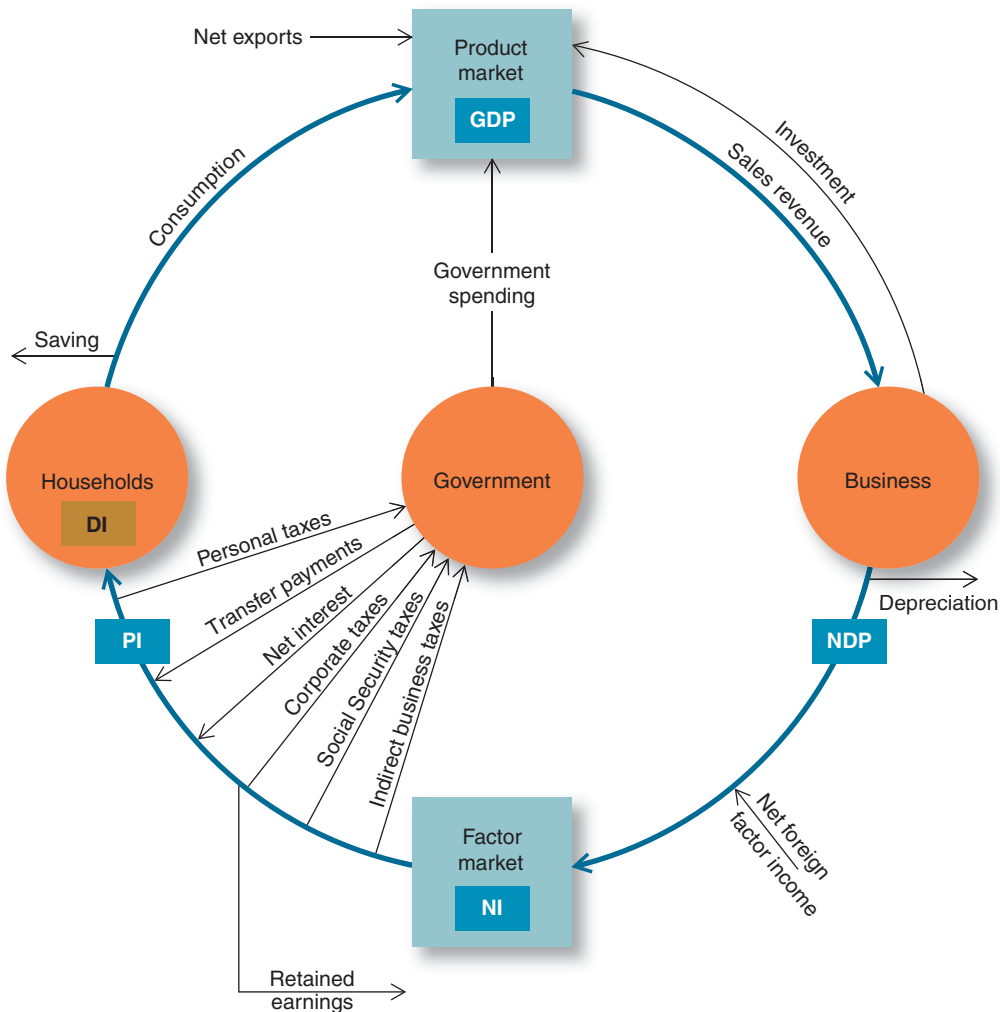 Net exports
Product
market
GDP
Consumption
Sales revenue
Investment
Government
spending
Saving
Households
DI
Government
Business
Personal taxes
Transfer payments
Net interest
Corporate taxes
Social Security taxes
Indirect business taxes
Depreciation
PI
NDP
Factor
market
NI
Net foreign
factor income
Retained
earnings